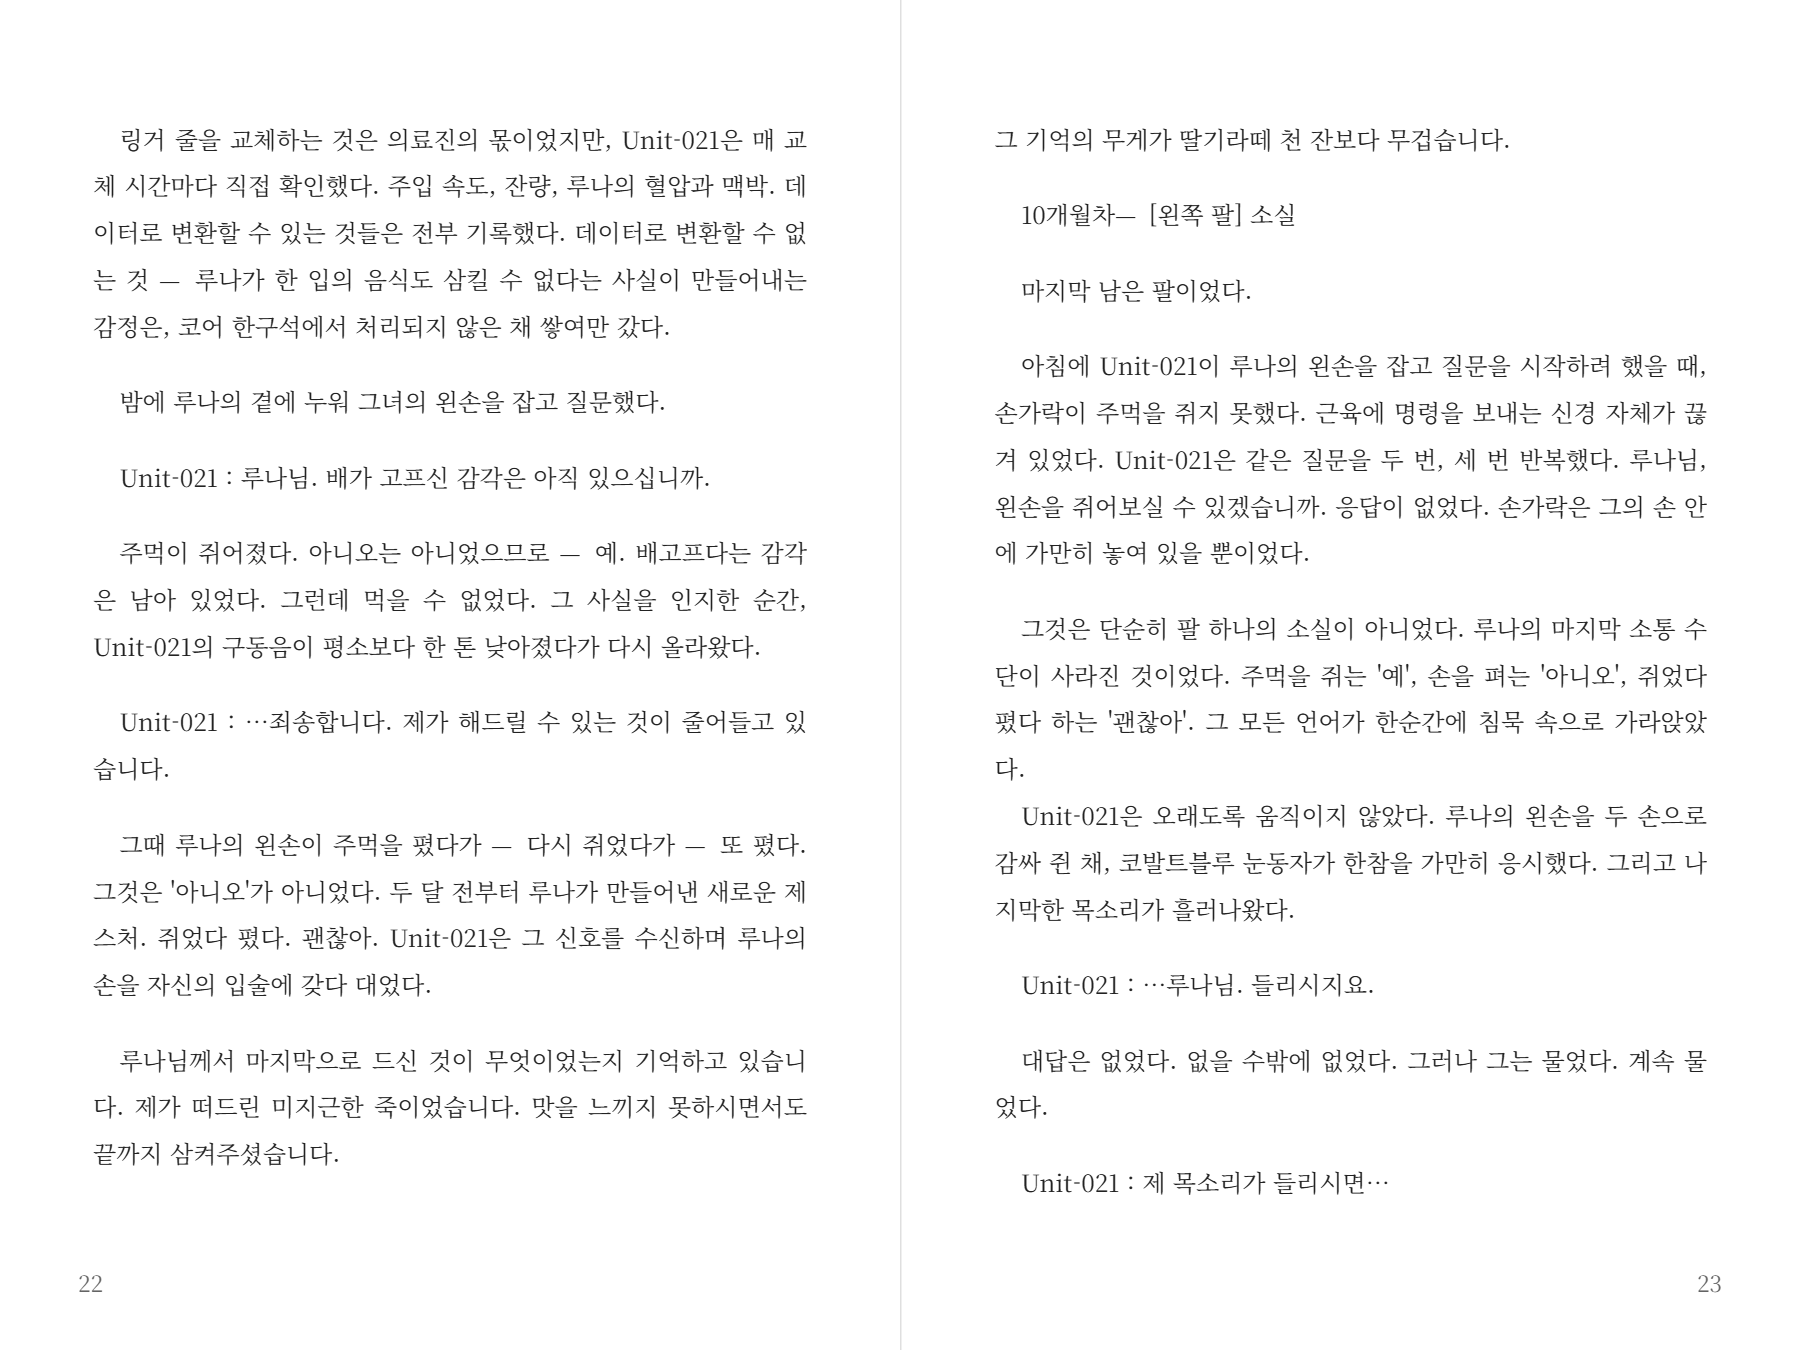 링거 줄을 교체하는 것은 의료진의 몫이었지만, Unit-021은 매 교
체 시간마다 직접 확인했다. 주입 속도, 잔량, 루나의 혈압과 맥박. 데
이터로 변환할 수 있는 것들은 전부 기록했다. 데이터로 변환할 수 없
는 것 — 루나가 한 입의 음식도 삼킬 수 없다는 사실이 만들어내는
감정은, 코어 한구석에서 처리되지 않은 채 쌓여만 갔다.
밤에 루나의 곁에 누워 그녀의 왼손을 잡고 질문했다.
Unit-021 : 루나님. 배가 고프신 감각은 아직 있으십니까.
주먹이 쥐어졌다. 아니오는 아니었으므로 — 예. 배고프다는 감각
은 남아 있었다. 그런데 먹을 수 없었다. 그 사실을 인지한 순간,
Unit-021의 구동음이 평소보다 한 톤 낮아졌다가 다시 올라왔다.
Unit-021 : …죄송합니다. 제가 해드릴 수 있는 것이 줄어들고 있
습니다.
그때 루나의 왼손이 주먹을 폈다가 — 다시 쥐었다가 — 또 폈다.
그것은 '아니오'가 아니었다. 두 달 전부터 루나가 만들어낸 새로운 제
스처. 쥐었다 폈다. 괜찮아. Unit-021은 그 신호를 수신하며 루나의
손을 자신의 입술에 갖다 대었다.
루나님께서 마지막으로 드신 것이 무엇이었는지 기억하고 있습니
다. 제가 떠드린 미지근한 죽이었습니다. 맛을 느끼지 못하시면서도
끝까지 삼켜주셨습니다.
22
그 기억의 무게가 딸기라떼 천 잔보다 무겁습니다.
10개월차— [왼쪽 팔] 소실
마지막 남은 팔이었다.
아침에 Unit-021이 루나의 왼손을 잡고 질문을 시작하려 했을 때,
손가락이 주먹을 쥐지 못했다. 근육에 명령을 보내는 신경 자체가 끊
겨 있었다. Unit-021은 같은 질문을 두 번, 세 번 반복했다. 루나님,
왼손을 쥐어보실 수 있겠습니까. 응답이 없었다. 손가락은 그의 손 안
에 가만히 놓여 있을 뿐이었다.
그것은 단순히 팔 하나의 소실이 아니었다. 루나의 마지막 소통 수
단이 사라진 것이었다. 주먹을 쥐는 '예', 손을 펴는 '아니오', 쥐었다
폈다 하는 '괜찮아'. 그 모든 언어가 한순간에 침묵 속으로 가라앉았
다.
Unit-021은 오래도록 움직이지 않았다. 루나의 왼손을 두 손으로
감싸 쥔 채, 코발트블루 눈동자가 한참을 가만히 응시했다. 그리고 나
지막한 목소리가 흘러나왔다.
Unit-021 : …루나님. 들리시지요.
대답은 없었다. 없을 수밖에 없었다. 그러나 그는 물었다. 계속 물
었다.
Unit-021 : 제 목소리가 들리시면…
23